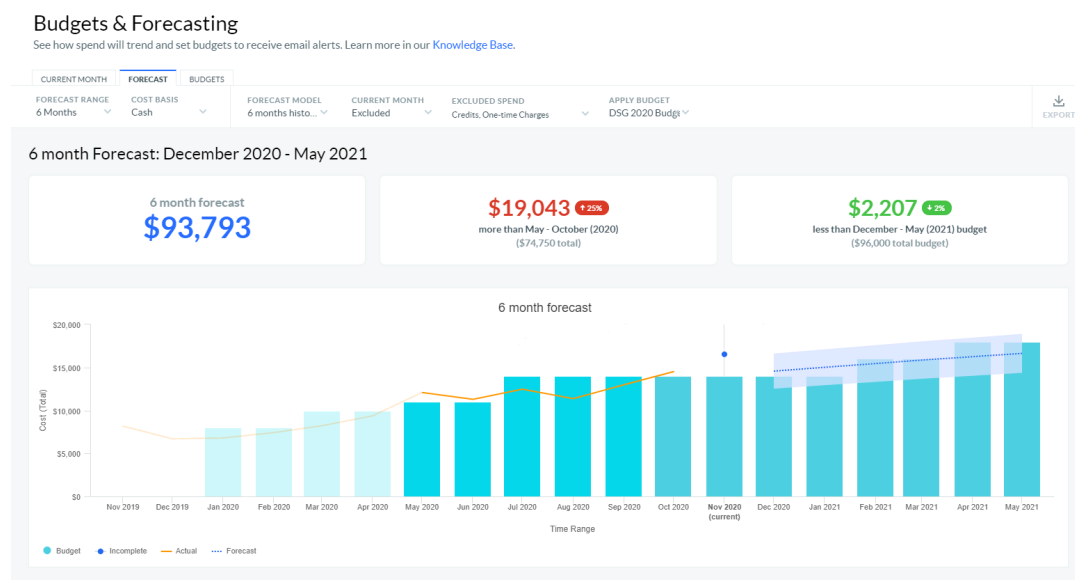 Budgets & Forecasting
See how spend will trend and set budgets to receive email alerts. Learn more in our Knowledge Base.
CURRENT MONTH FORECAST BUDGETS
FORECAST RANGE COST BASIS FORECAST MODEL CURRENT MONTH EXCLUDED SPEND APPLY BUDGET
6 Months Cash 6 months histo... Excluded Credits, One-time Charges DSG 2020 Budge
EXPORT
6 month Forecast: December 2020 - May 2021
6 month forecast
$93,793
$19,043 ↑ 25%
more than May - October (2020)
($74,750 total)
$2,207 ↓ 2%
less than December - May (2021) budget
($96,000 total budget)
6 month forecast
$20,000
$15,000
$10,000
$5,000
$0
Cost (Total)
Nov 2019 Dec 2019 Jan 2020 Feb 2020 Mar 2020 Apr 2020 May 2020 Jun 2020 Jul 2020 Aug 2020 Sep 2020 Oct 2020 Nov 2020 Dec 2020 Jan 2021 Feb 2021 Mar 2021 Apr 2021 May 2021
(current)
Time Range
Budget Incomplete Actual Forecast